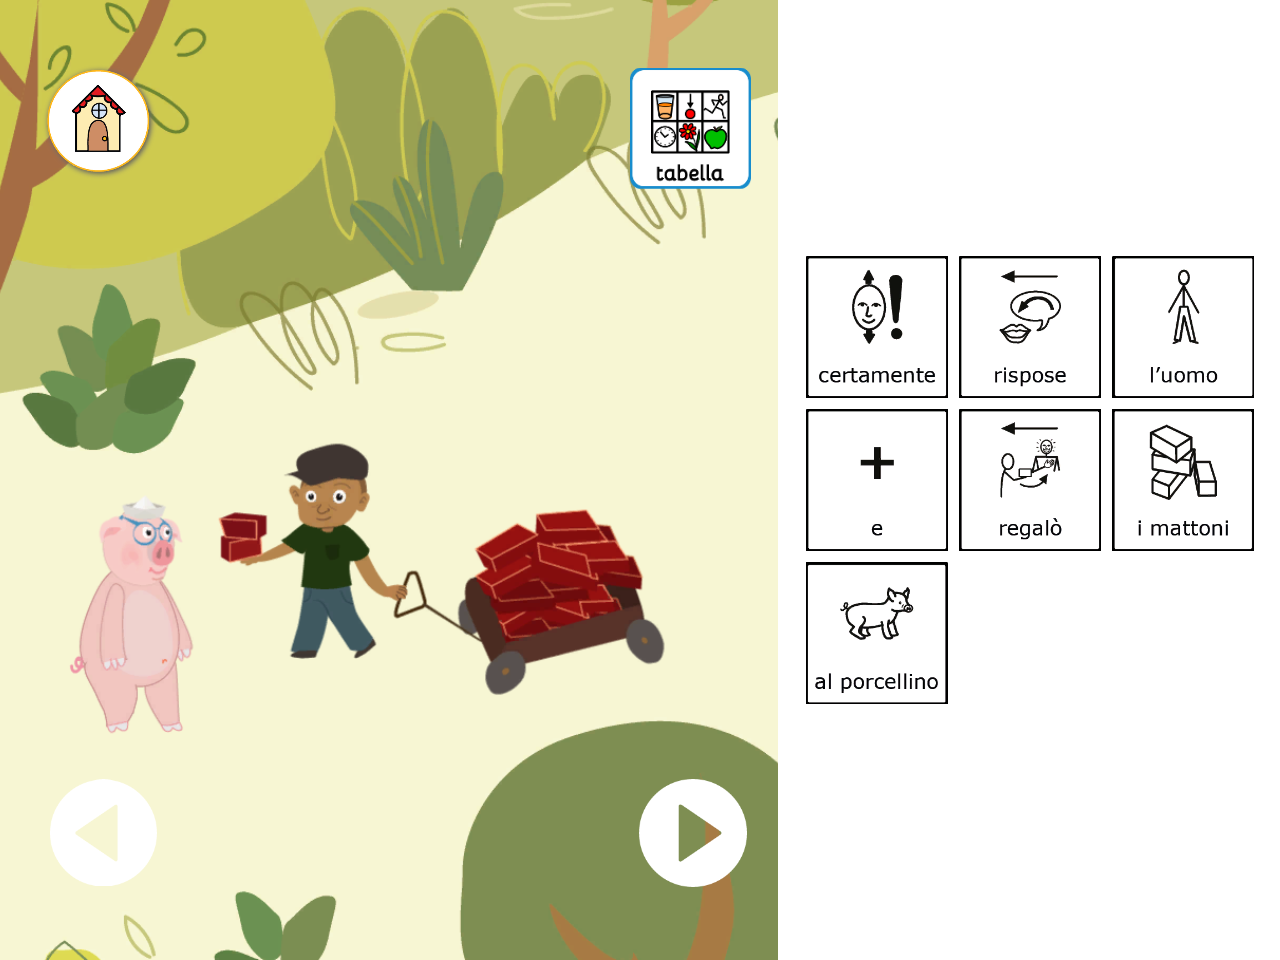 tabella
certamente
rispose
l’uomo
e
regalò
i mattoni
al porcellino